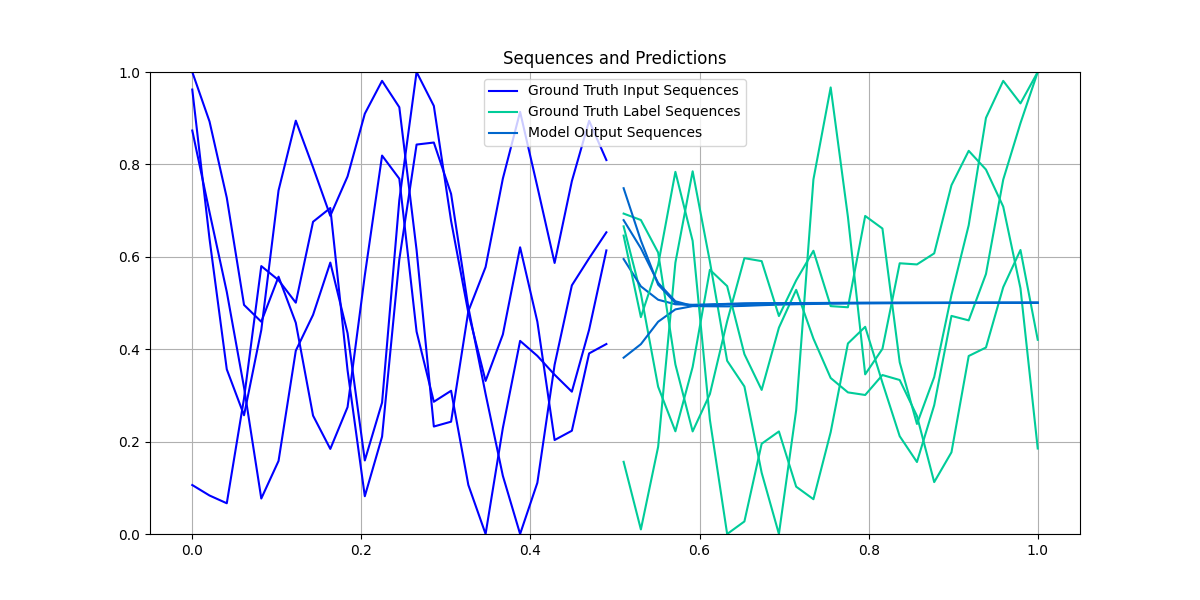 Sequences and Predictions
1.0
0.8
0.6
0.4
0.2
0.0
Ground Truth Input Sequences
Ground Truth Label Sequences
Model Output Sequences
0.0 0.2 0.4 0.6 0.8 1.0